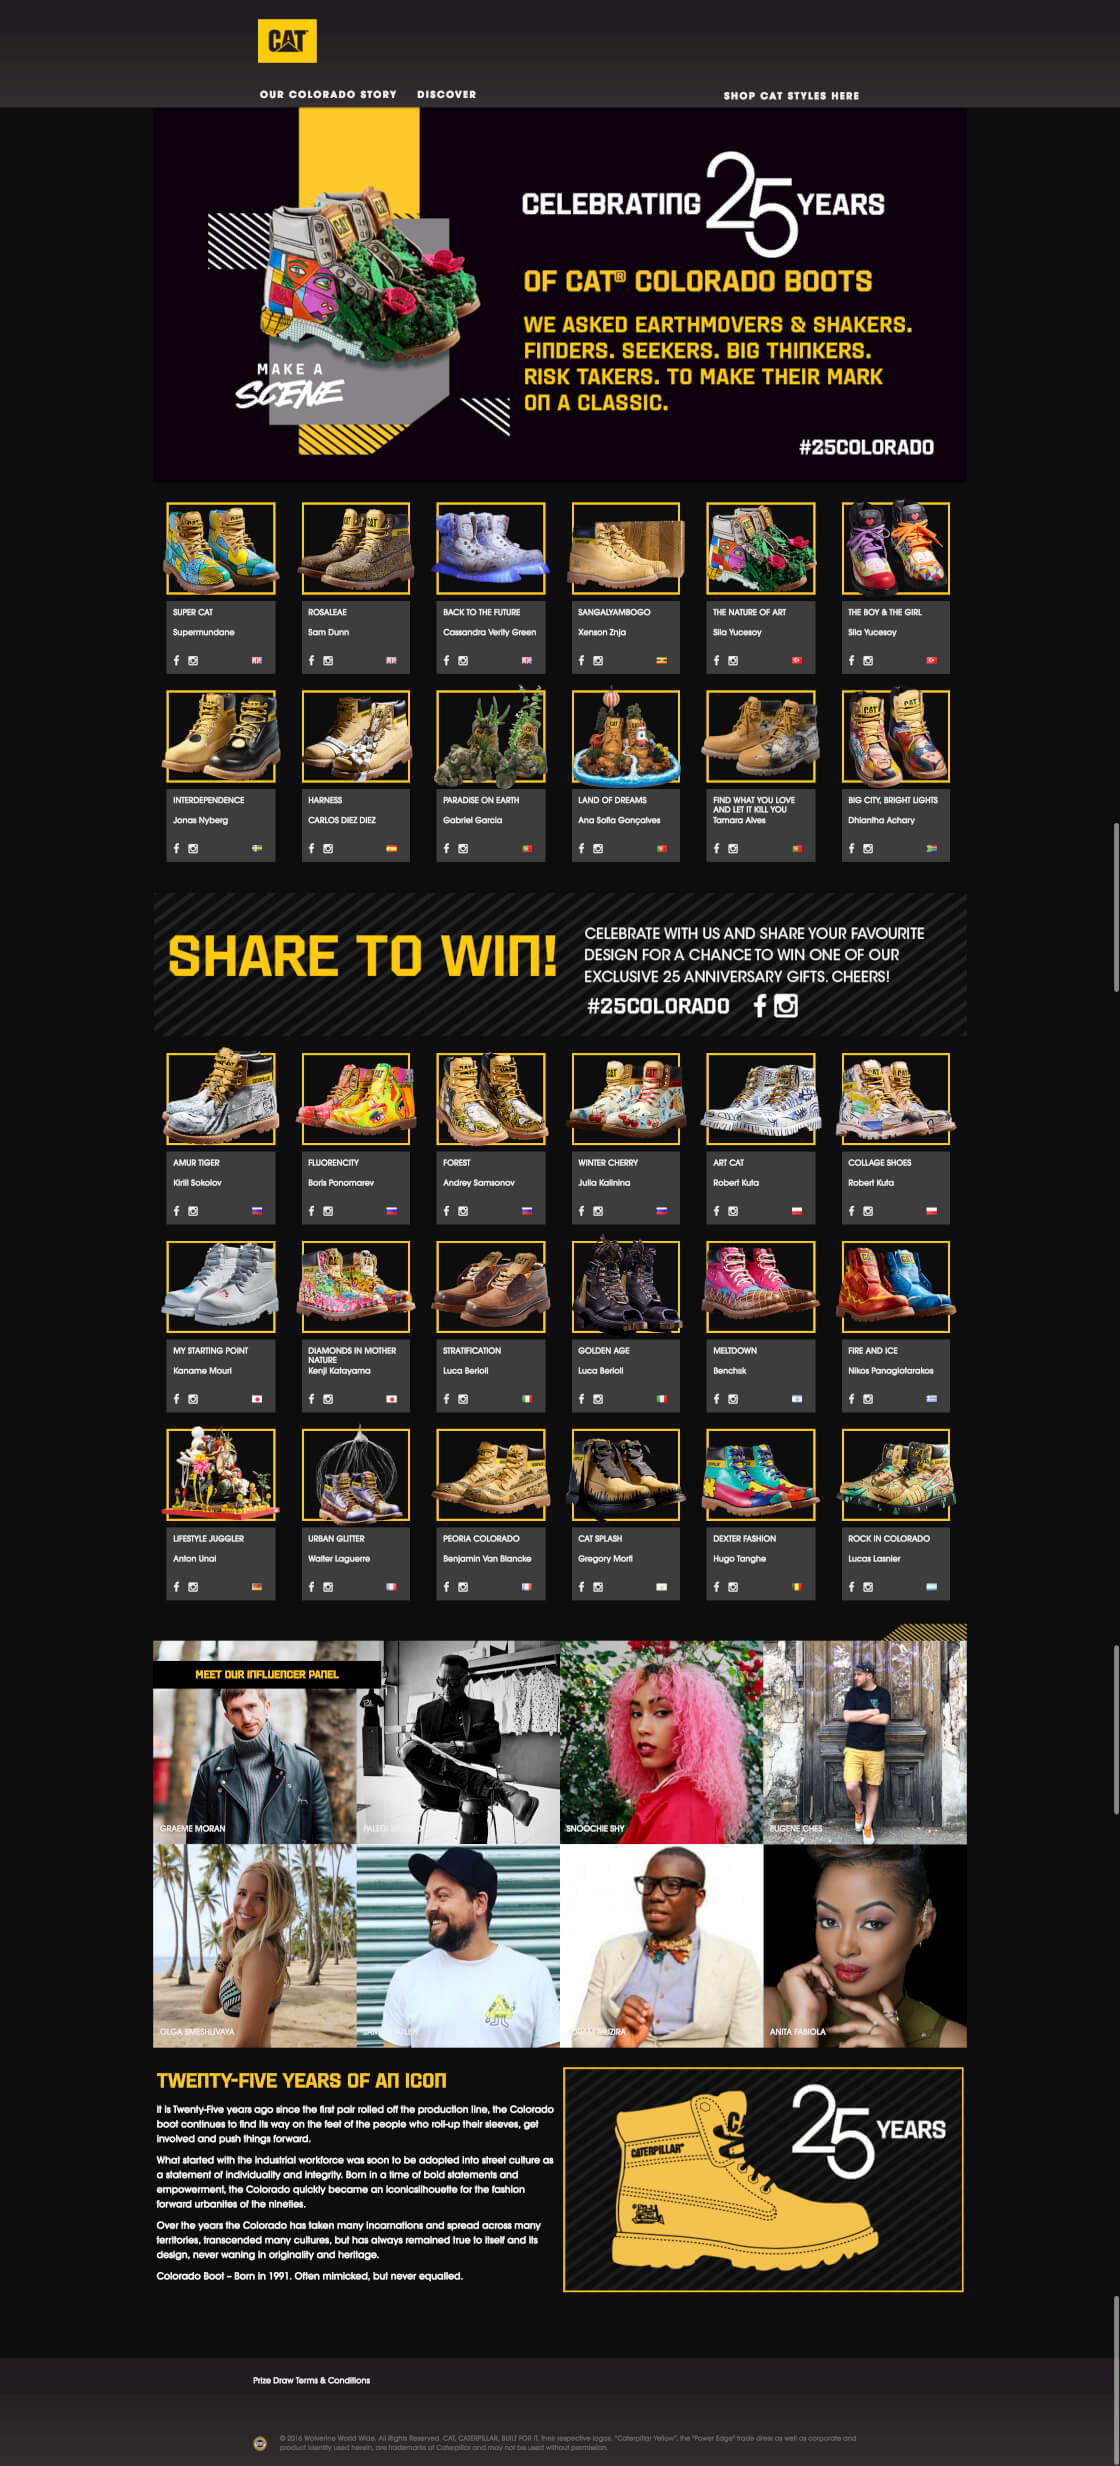 CAT
OUR COLORADO STORY
DISCOVER
SHOP CAT STYLES HERE
CELEBRATING 25 YEARS
OF CAT® COLORADO BOOTS
WE ASKED EARTHMOVERS & SHAKERS.
FINDERS. SEEKERS. BIG THINKERS.
RISK TAKERS. TO MAKE THEIR MARK
ON A CLASSIC.
#25COLORADO
MAKE A
SCENE
SUPER CAT
Supermundane
ROSALEAE
Sam Dunn
BACK TO THE FUTURE
Cassandra Verity Green
SANGALYAMBOGO
Xenson Znja
THE NATURE OF ART
Sila Yucesoy
THE BOY & THE GIRL
Sila Yucesoy
INTERDEPENDENCE
Jonas Nyberg
HARNESS
CARLOS DIEZ DIEZ
PARADISE ON EARTH
Gabriel Garcia
LAND OF DREAMS
Ana Sofia Gonçalves
FIND WHAT YOU LOVE
AND LET IT KILL YOU
Tamara Alves
BIG CITY, BRIGHT LIGHTS
Dhiantha Achary
SHARE TO WIN!
CELEBRATE WITH US AND SHARE YOUR FAVOURITE
DESIGN FOR A CHANCE TO WIN ONE OF OUR
EXCLUSIVE 25 ANNIVERSARY GIFTS. CHEERS!
#25COLORADO
AMUR TIGER
Kirill Sokolov
FLUORENCITY
Boris Ponomarev
FOREST
Andrey Samsonov
WINTER CHERRY
Julia Kalinina
ART CAT
Robert Kuta
COLLAGE SHOES
Robert Kuta
MY STARTING POINT
Kaname Mouri
DIAMONDS IN MOTHER
NATURE
Kenji Katayama
STRATIFICATION
Luca Berioli
GOLDEN AGE
Luca Berioli
MELTDOWN
Benchsk
FIRE AND ICE
Nikos Panagiotarakos
LIFESTYLE JUGGLER
Anton Unai
URBAN GLITTER
Walter Laguerre
PEORIA COLORADO
Benjamin Van Blancke
CAT SPLASH
Gregory Morfi
DEXTER FASHION
Hugo Tanghe
ROCK IN COLORADO
Lucas Lasnier
MEET OUR INFLUENCER PANEL
GRAEME MORAN
SNOOCHIE SHY
EUGENE CHES
OLGA SMESHLIVAYA
ANITA FABIOLA
TWENTY-FIVE YEARS OF AN ICON
It is Twenty-Five years ago since the first pair rolled off the production line, the Colorado
boot continues to find its way on the feet of the people who roll-up their sleeves, get
involved and push things forward.
What started with the industrial workforce was soon to be adopted into street culture as
a statement of individuality and integrity. Born in a time of bold statements and
empowerment, the Colorado quickly became an iconicsilhouette for the fashion
forward urbanites of the nineties.
Over the years the Colorado has taken many incarnations and spread across many
territories, transcended many cultures, but has always remained true to itself and its
design, never waning in originality and heritage.
Colorado Boot – Born in 1991. Often mimicked, but never equalled.
CATERPILLAR®
25 YEARS
Prize Draw Terms & Conditions
© 2016 Wolverine World Wide. All Rights Reserved. CAT, CATERPILLAR, BUILT FOR IT, their respective logos, "Caterpillar Yellow", the "Power Edge" trade dress as well as corporate and
product identity used herein, are trademarks of Caterpillar and may not be used without permission.